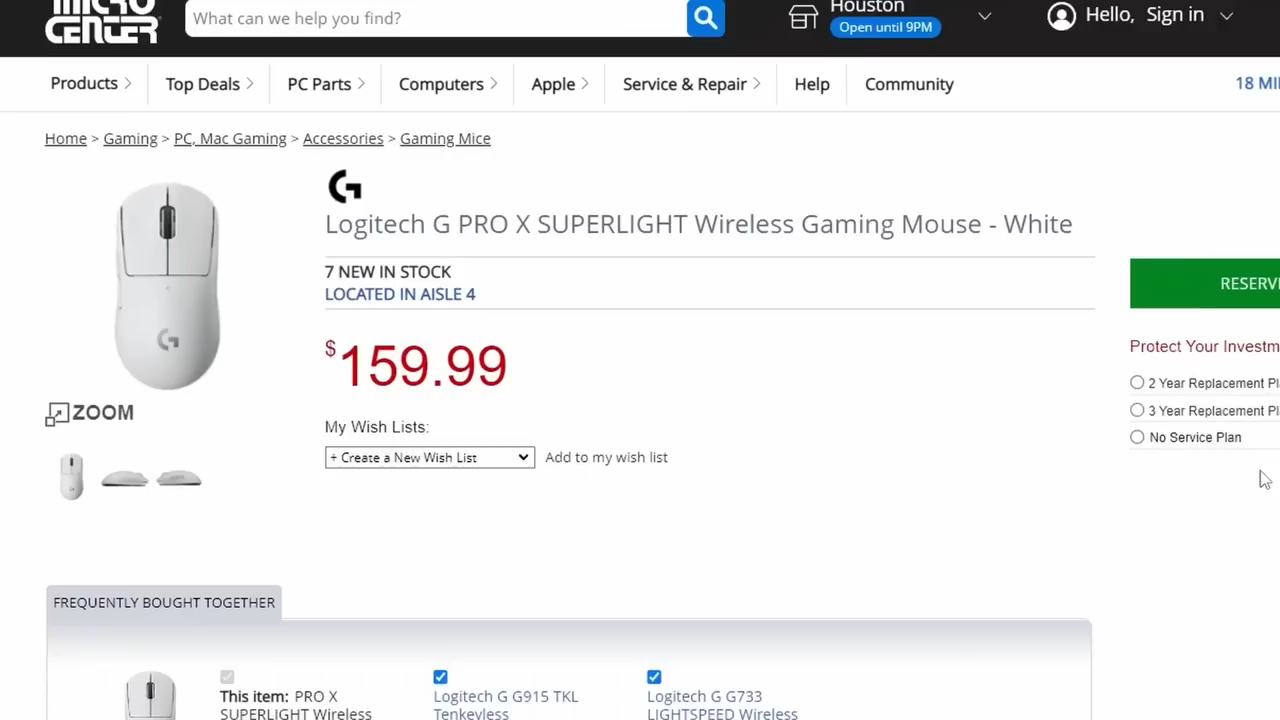 MICRO
CENTER
What can we help you find?
Houston
Open until 9PM
Hello, Sign in
Products
Top Deals
PC Parts
Computers
Apple
Service & Repair
Help
Community
18 MI
Home > Gaming > PC, Mac Gaming > Accessories > Gaming Mice
Logitech G PRO X SUPERLIGHT Wireless Gaming Mouse - White
7 NEW IN STOCK
LOCATED IN AISLE 4
RESERV
$159.99
Protect Your Investm
2 Year Replacement Pl
3 Year Replacement Pl
No Service Plan
ZOOM
My Wish Lists:
+ Create a New Wish List
Add to my wish list
FREQUENTLY BOUGHT TOGETHER
This item: PRO X
SUPERLIGHT Wireless
Logitech G G915 TKL
Tenkeyless
Logitech G G733
LIGHTSPEED Wireless